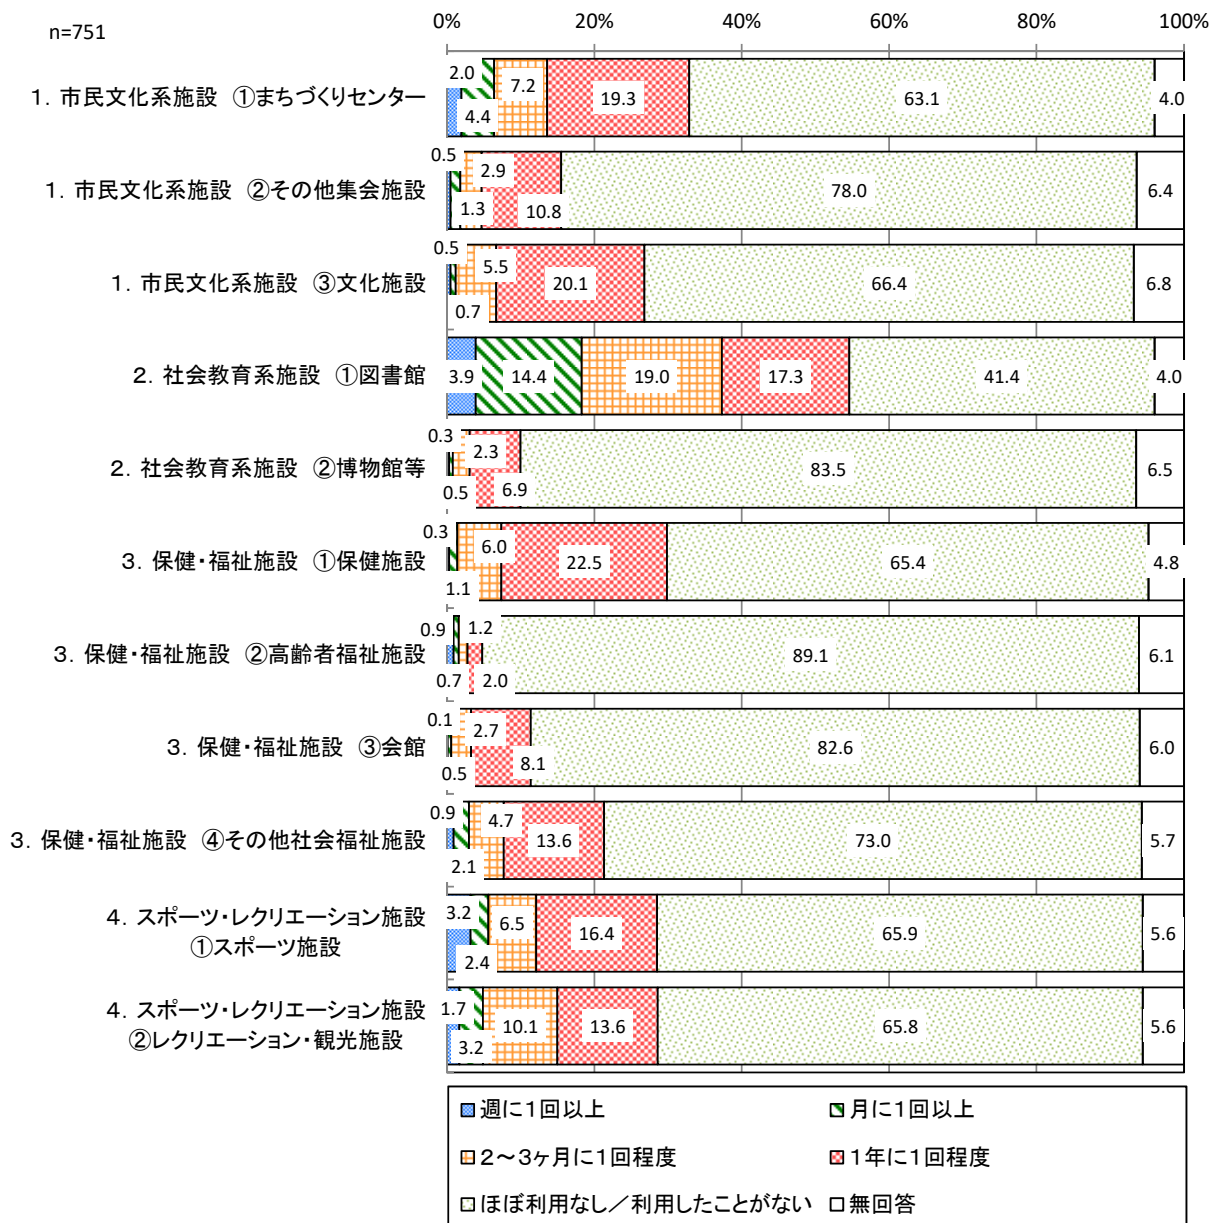 n=751
0% 20% 40% 60% 80% 100%
1．市民文化系施設　①まちづくりセンター 2.0 4.4 7.2 19.3 63.1 4.0
1．市民文化系施設　②その他集会施設 0.5 1.3 2.9 10.8 78.0 6.4
1．市民文化系施設　③文化施設 0.5 0.7 5.5 20.1 66.4 6.8
2．社会教育系施設　①図書館 3.9 14.4 19.0 17.3 41.4 4.0
2．社会教育系施設　②博物館等 0.3 0.5 2.3 6.9 83.5 6.5
3．保健・福祉施設　①保健施設 0.3 1.1 6.0 22.5 65.4 4.8
3．保健・福祉施設　②高齢者福祉施設 0.9 0.7 1.2 2.0 89.1 6.1
3．保健・福祉施設　③会館 0.1 0.5 2.7 8.1 82.6 6.0
3．保健・福祉施設　④その他社会福祉施設 0.9 2.1 4.7 13.6 73.0 5.7
4．スポーツ・レクリエーション施設
①スポーツ施設 3.2 2.4 6.5 16.4 65.9 5.6
4．スポーツ・レクリエーション施設
②レクリエーション・観光施設 1.7 3.2 10.1 13.6 65.8 5.6
週に1回以上 月に1回以上
2～3ヶ月に1回程度 1年に1回程度
ほぼ利用なし／利用したことがない 無回答